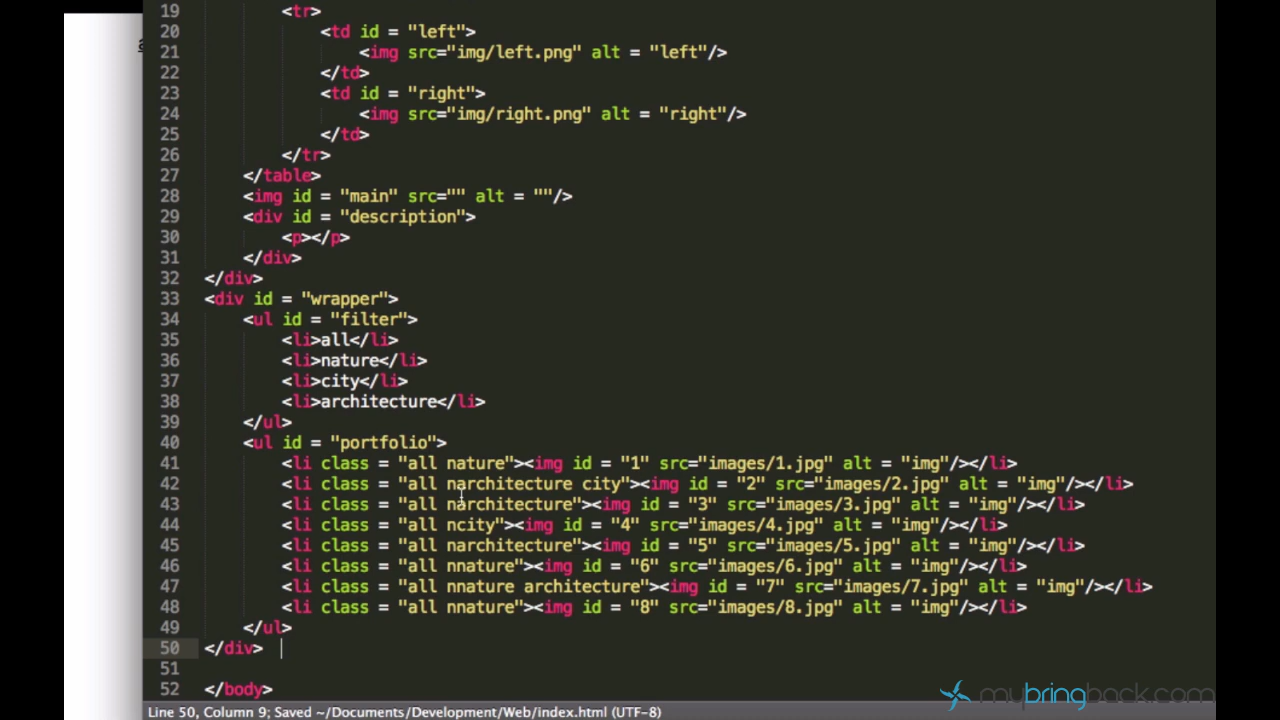 19 <tr>
20 <td id = "left">
21 <img src="img/left.png" alt = "left"/>
22 </td>
23 <td id = "right">
24 <img src="img/right.png" alt = "right"/>
25 </td>
26 </tr>
27 </table>
28 <img id = "main" src="" alt = ""/>
29 <div id = "description">
30 <p></p>
31 </div>
32 </div>
33 <div id = "wrapper">
34 <ul id = "filter">
35 <li>all</li>
36 <li>nature</li>
37 <li>city</li>
38 <li>architecture</li>
39 </ul>
40 <ul id = "portfolio">
41 <li class = "all nature"><img id = "1" src="images/1.jpg" alt = "img"/></li>
42 <li class = "all narchitecture city"><img id = "2" src="images/2.jpg" alt = "img"/></li>
43 <li class = "all narchitecture"><img id = "3" src="images/3.jpg" alt = "img"/></li>
44 <li class = "all ncity"><img id = "4" src="images/4.jpg" alt = "img"/></li>
45 <li class = "all narchitecture"><img id = "5" src="images/5.jpg" alt = "img"/></li>
46 <li class = "all nnature"><img id = "6" src="images/6.jpg" alt = "img"/></li>
47 <li class = "all nnature architecture"><img id = "7" src="images/7.jpg" alt = "img"/></li>
48 <li class = "all nnature"><img id = "8" src="images/8.jpg" alt = "img"/></li>
49 </ul>
50 </div>
51
52 </body>
mybringback.com
Line 50, Column 9; Saved ~/Documents/Development/Web/index.html (UTF-8)